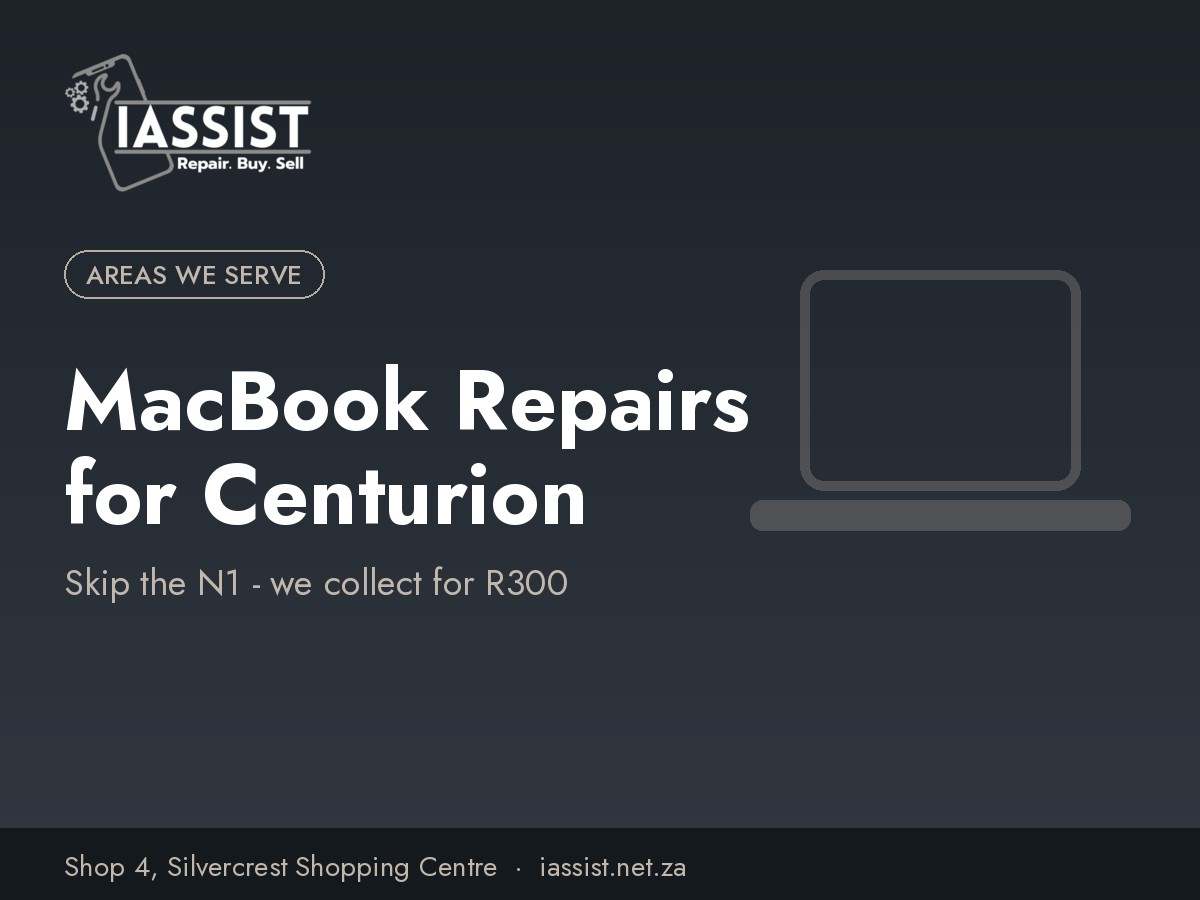 IASSIST
Repair. Buy. Sell
AREAS WE SERVE
MacBook Repairs
for Centurion
Skip the N1 - we collect for R300
Shop 4, Silvercrest Shopping Centre · iassist.net.za